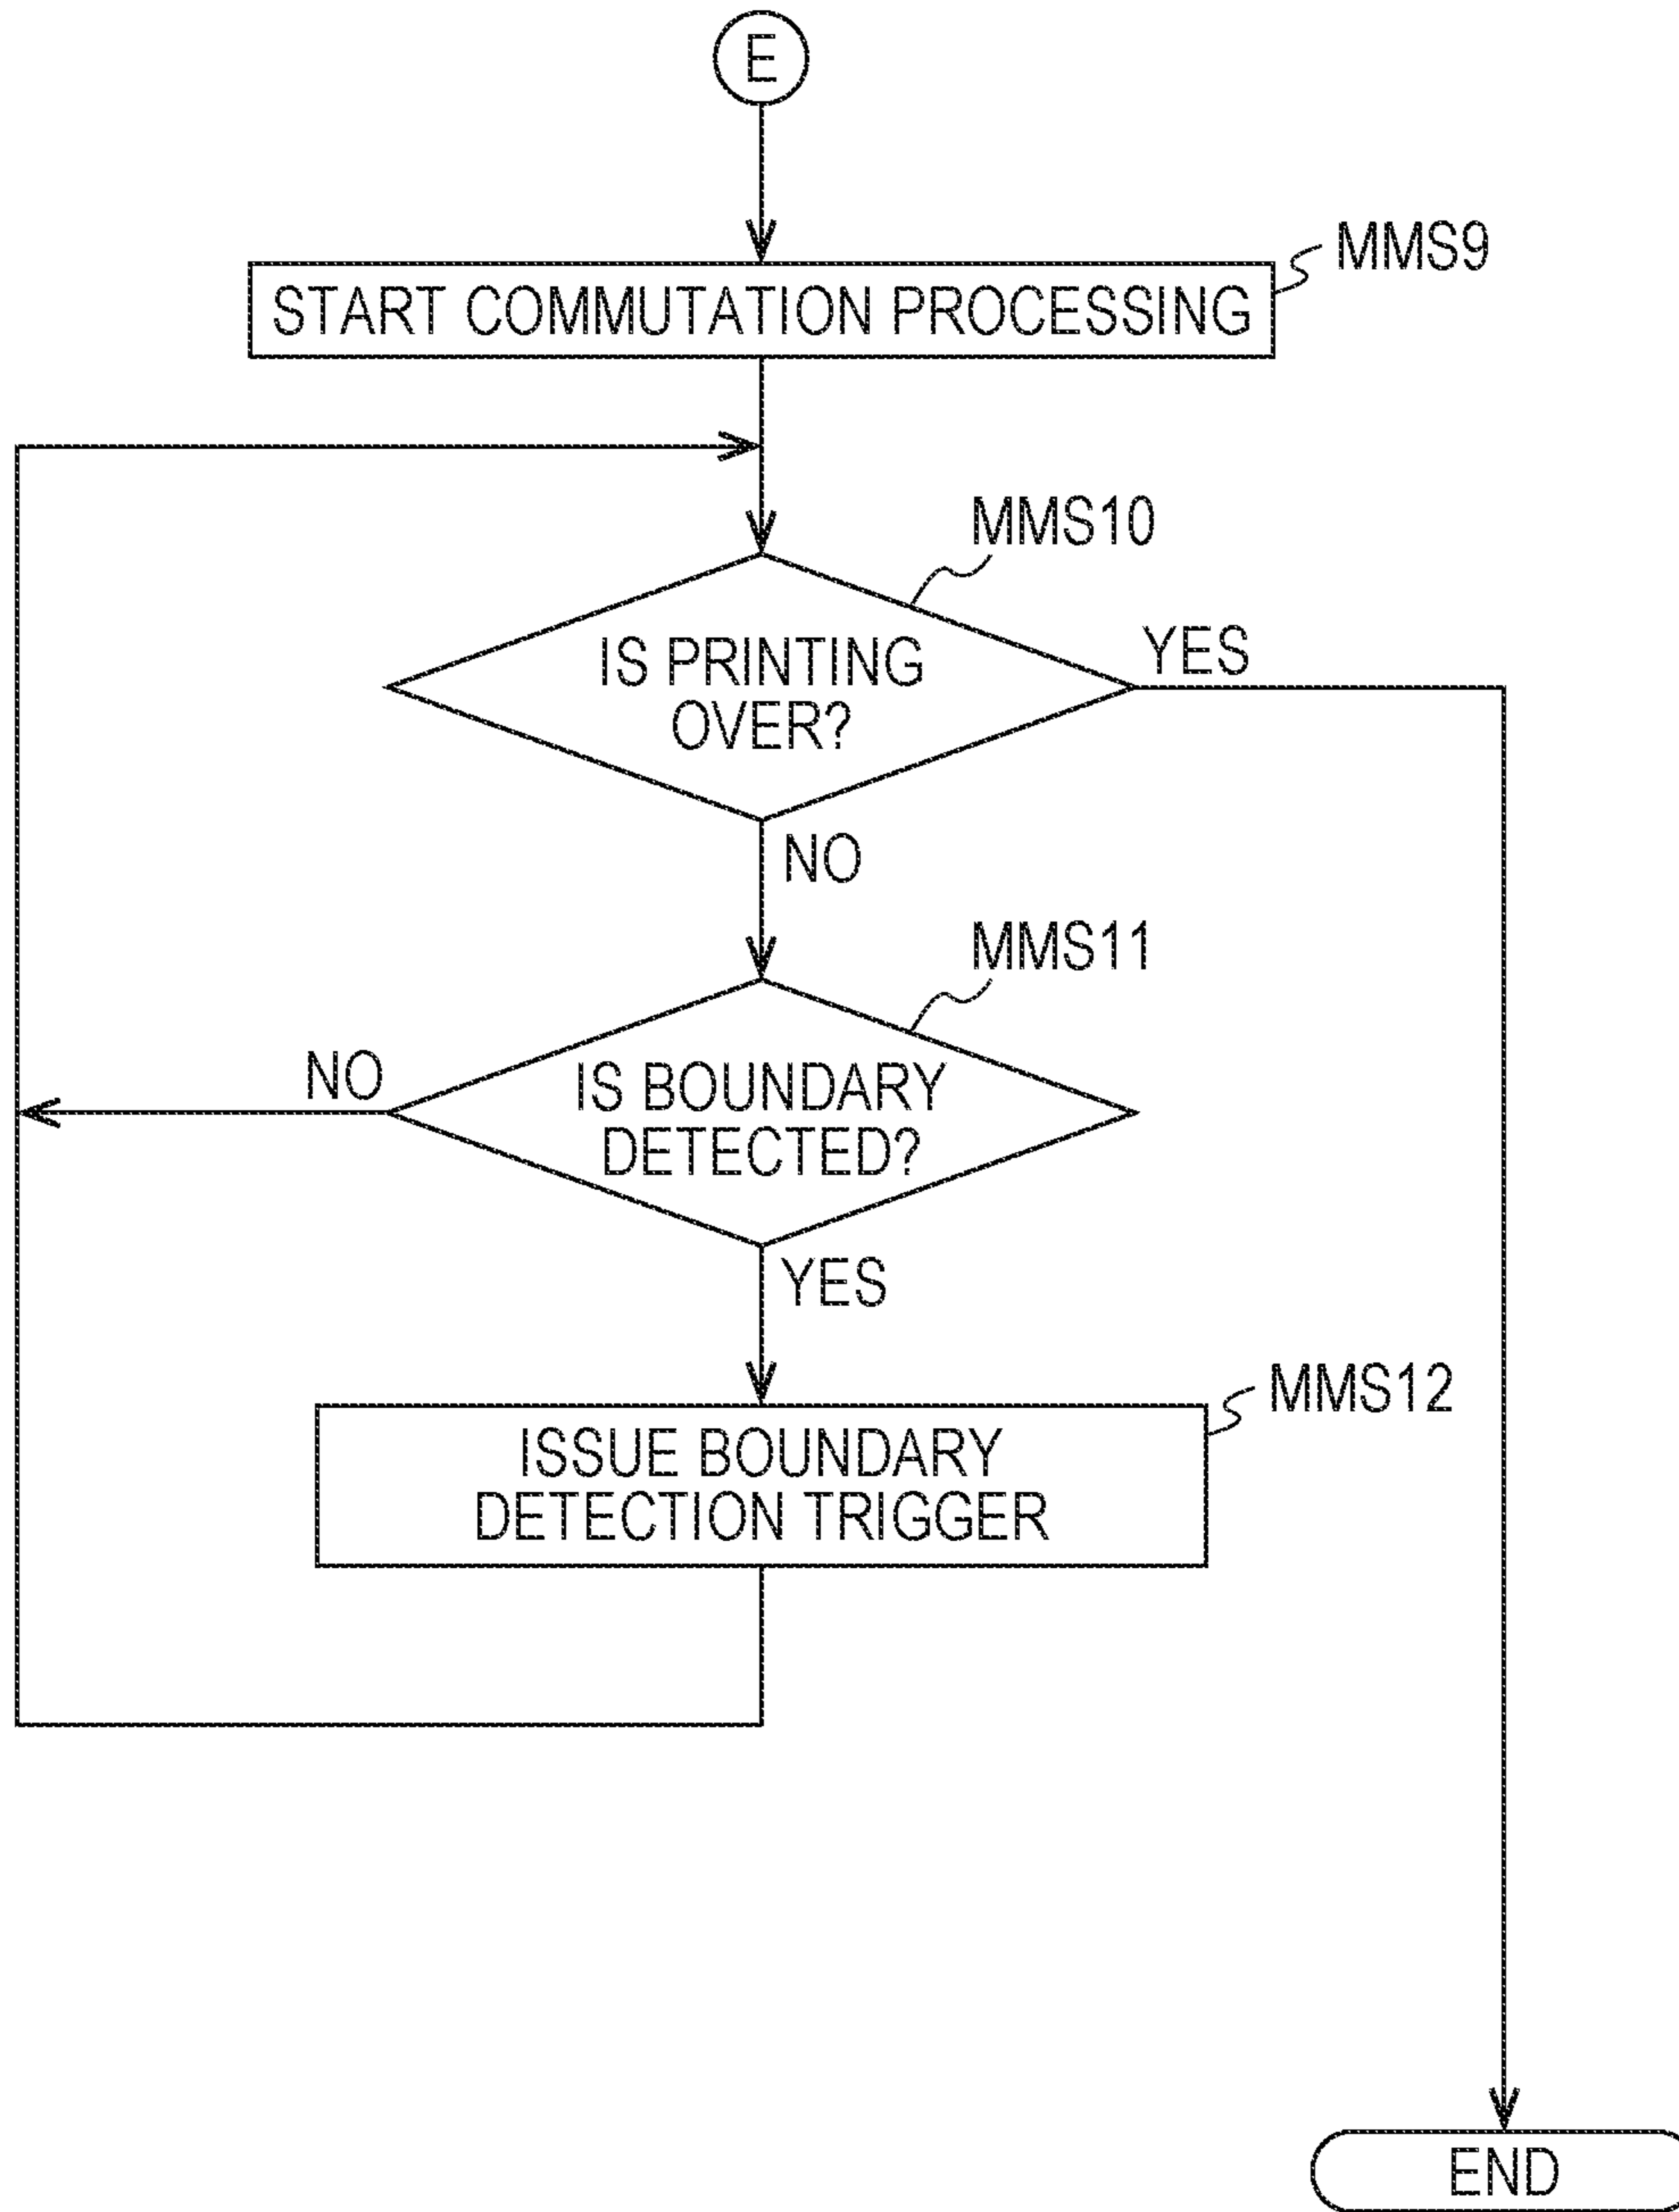 E
MMS9
START COMMUTATION PROCESSING
MMS10
IS PRINTING
OVER?
YES
NO
MMS11
IS BOUNDARY
DETECTED?
NO
YES
MMS12
ISSUE BOUNDARY
DETECTION TRIGGER
END